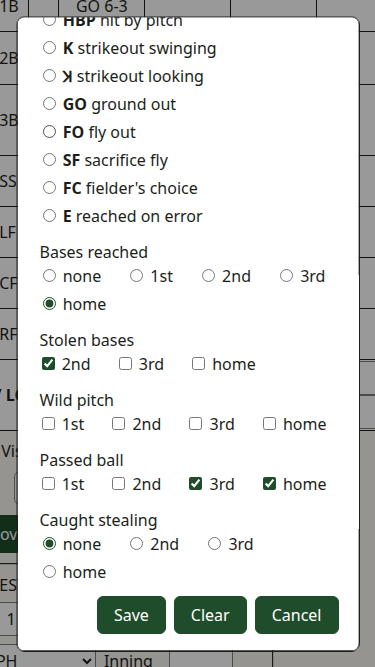 1B GO 6-3
HBP hit by pitch
K strikeout swinging
2B
ꓘ strikeout looking
GO ground out
3B
FO fly out
SF sacrifice fly
SS
FC fielder's choice
E reached on error
LF
Bases reached
CF
none 1st 2nd 3rd
home
RF
Stolen bases
2nd 3rd home
Wild pitch
1st 2nd 3rd home
Passed ball
1st 2nd 3rd home
Caught stealing
none 2nd 3rd
home
Save Clear Cancel
PH Inning